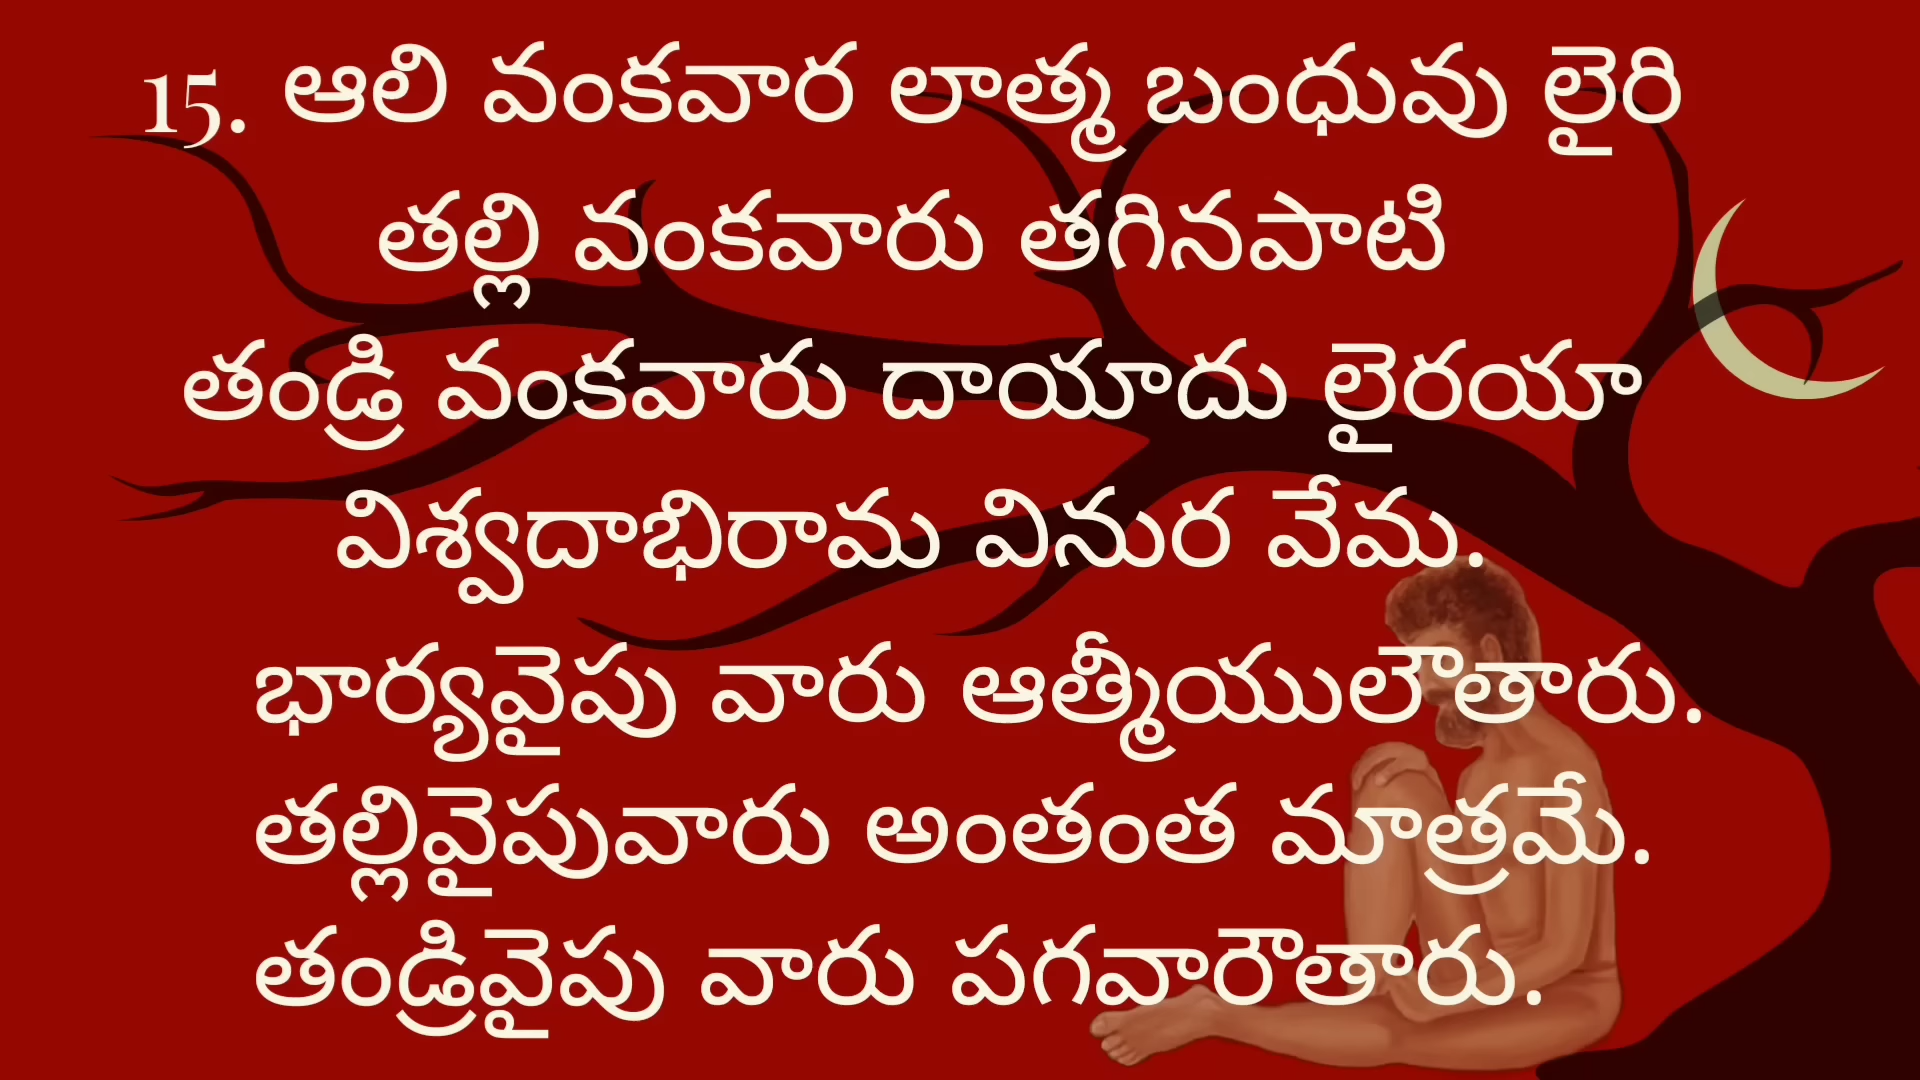 15. ఆలి వంకవార లాత్మ బంధువు లైరి
తల్లి వంకవారు తగినపాటి
తండ్రి వంకవారు దాయాదు లైరయా
విశ్వదాభిరామ వినుర వేమ.
భార్యవైపు వారు ఆత్మీయులౌతారు.
తల్లివైపువారు అంతంత మాత్రమే.
తండ్రివైపు వారు పగవారౌతారు.